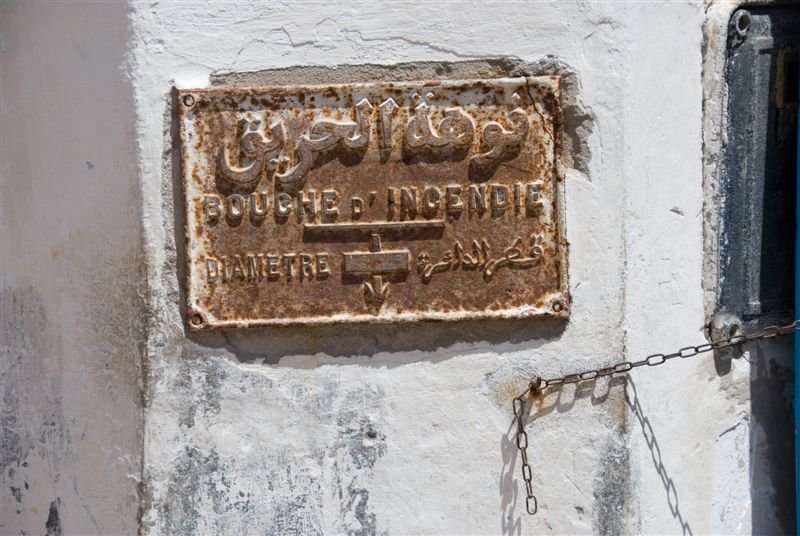 فوهة الحريق
BOUCHE D' INCENDIE
DIAMETRE قطر الدائرة